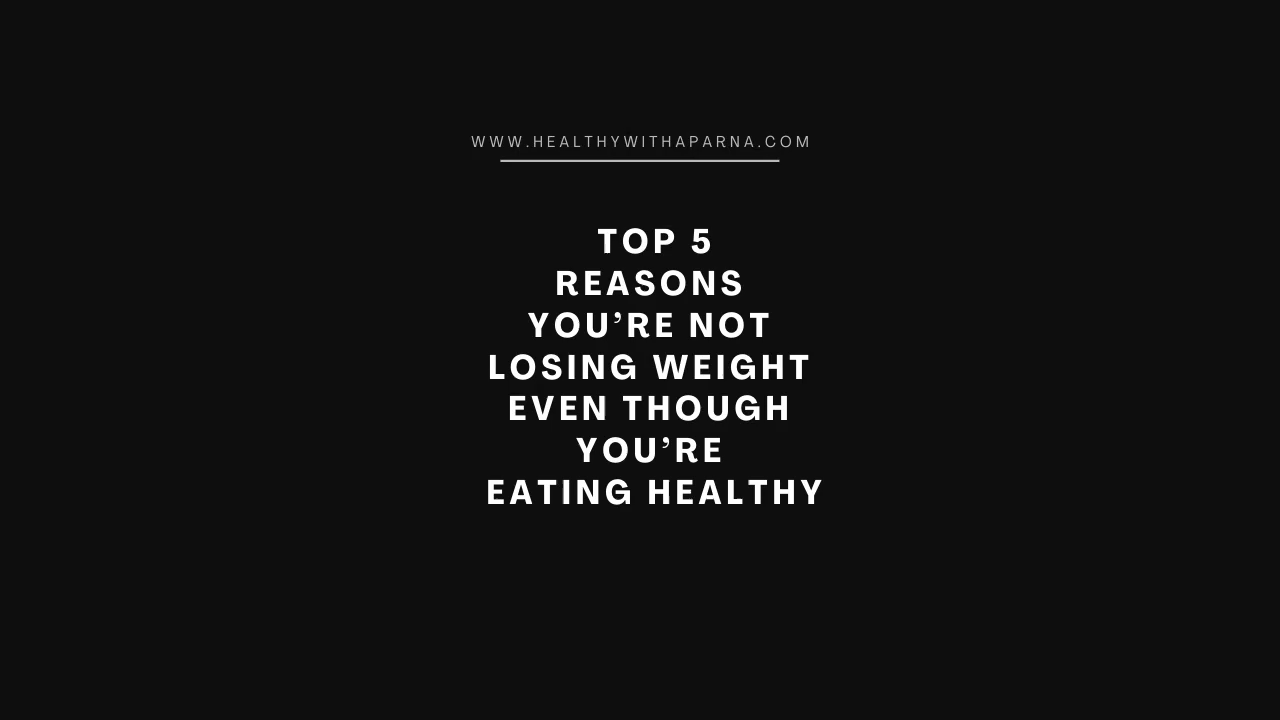 WWW.HEALTHYWITHAPARNA.COM
TOP 5
REASONS
YOU’RE NOT
LOSING WEIGHT
EVEN THOUGH
YOU’RE
EATING HEALTHY